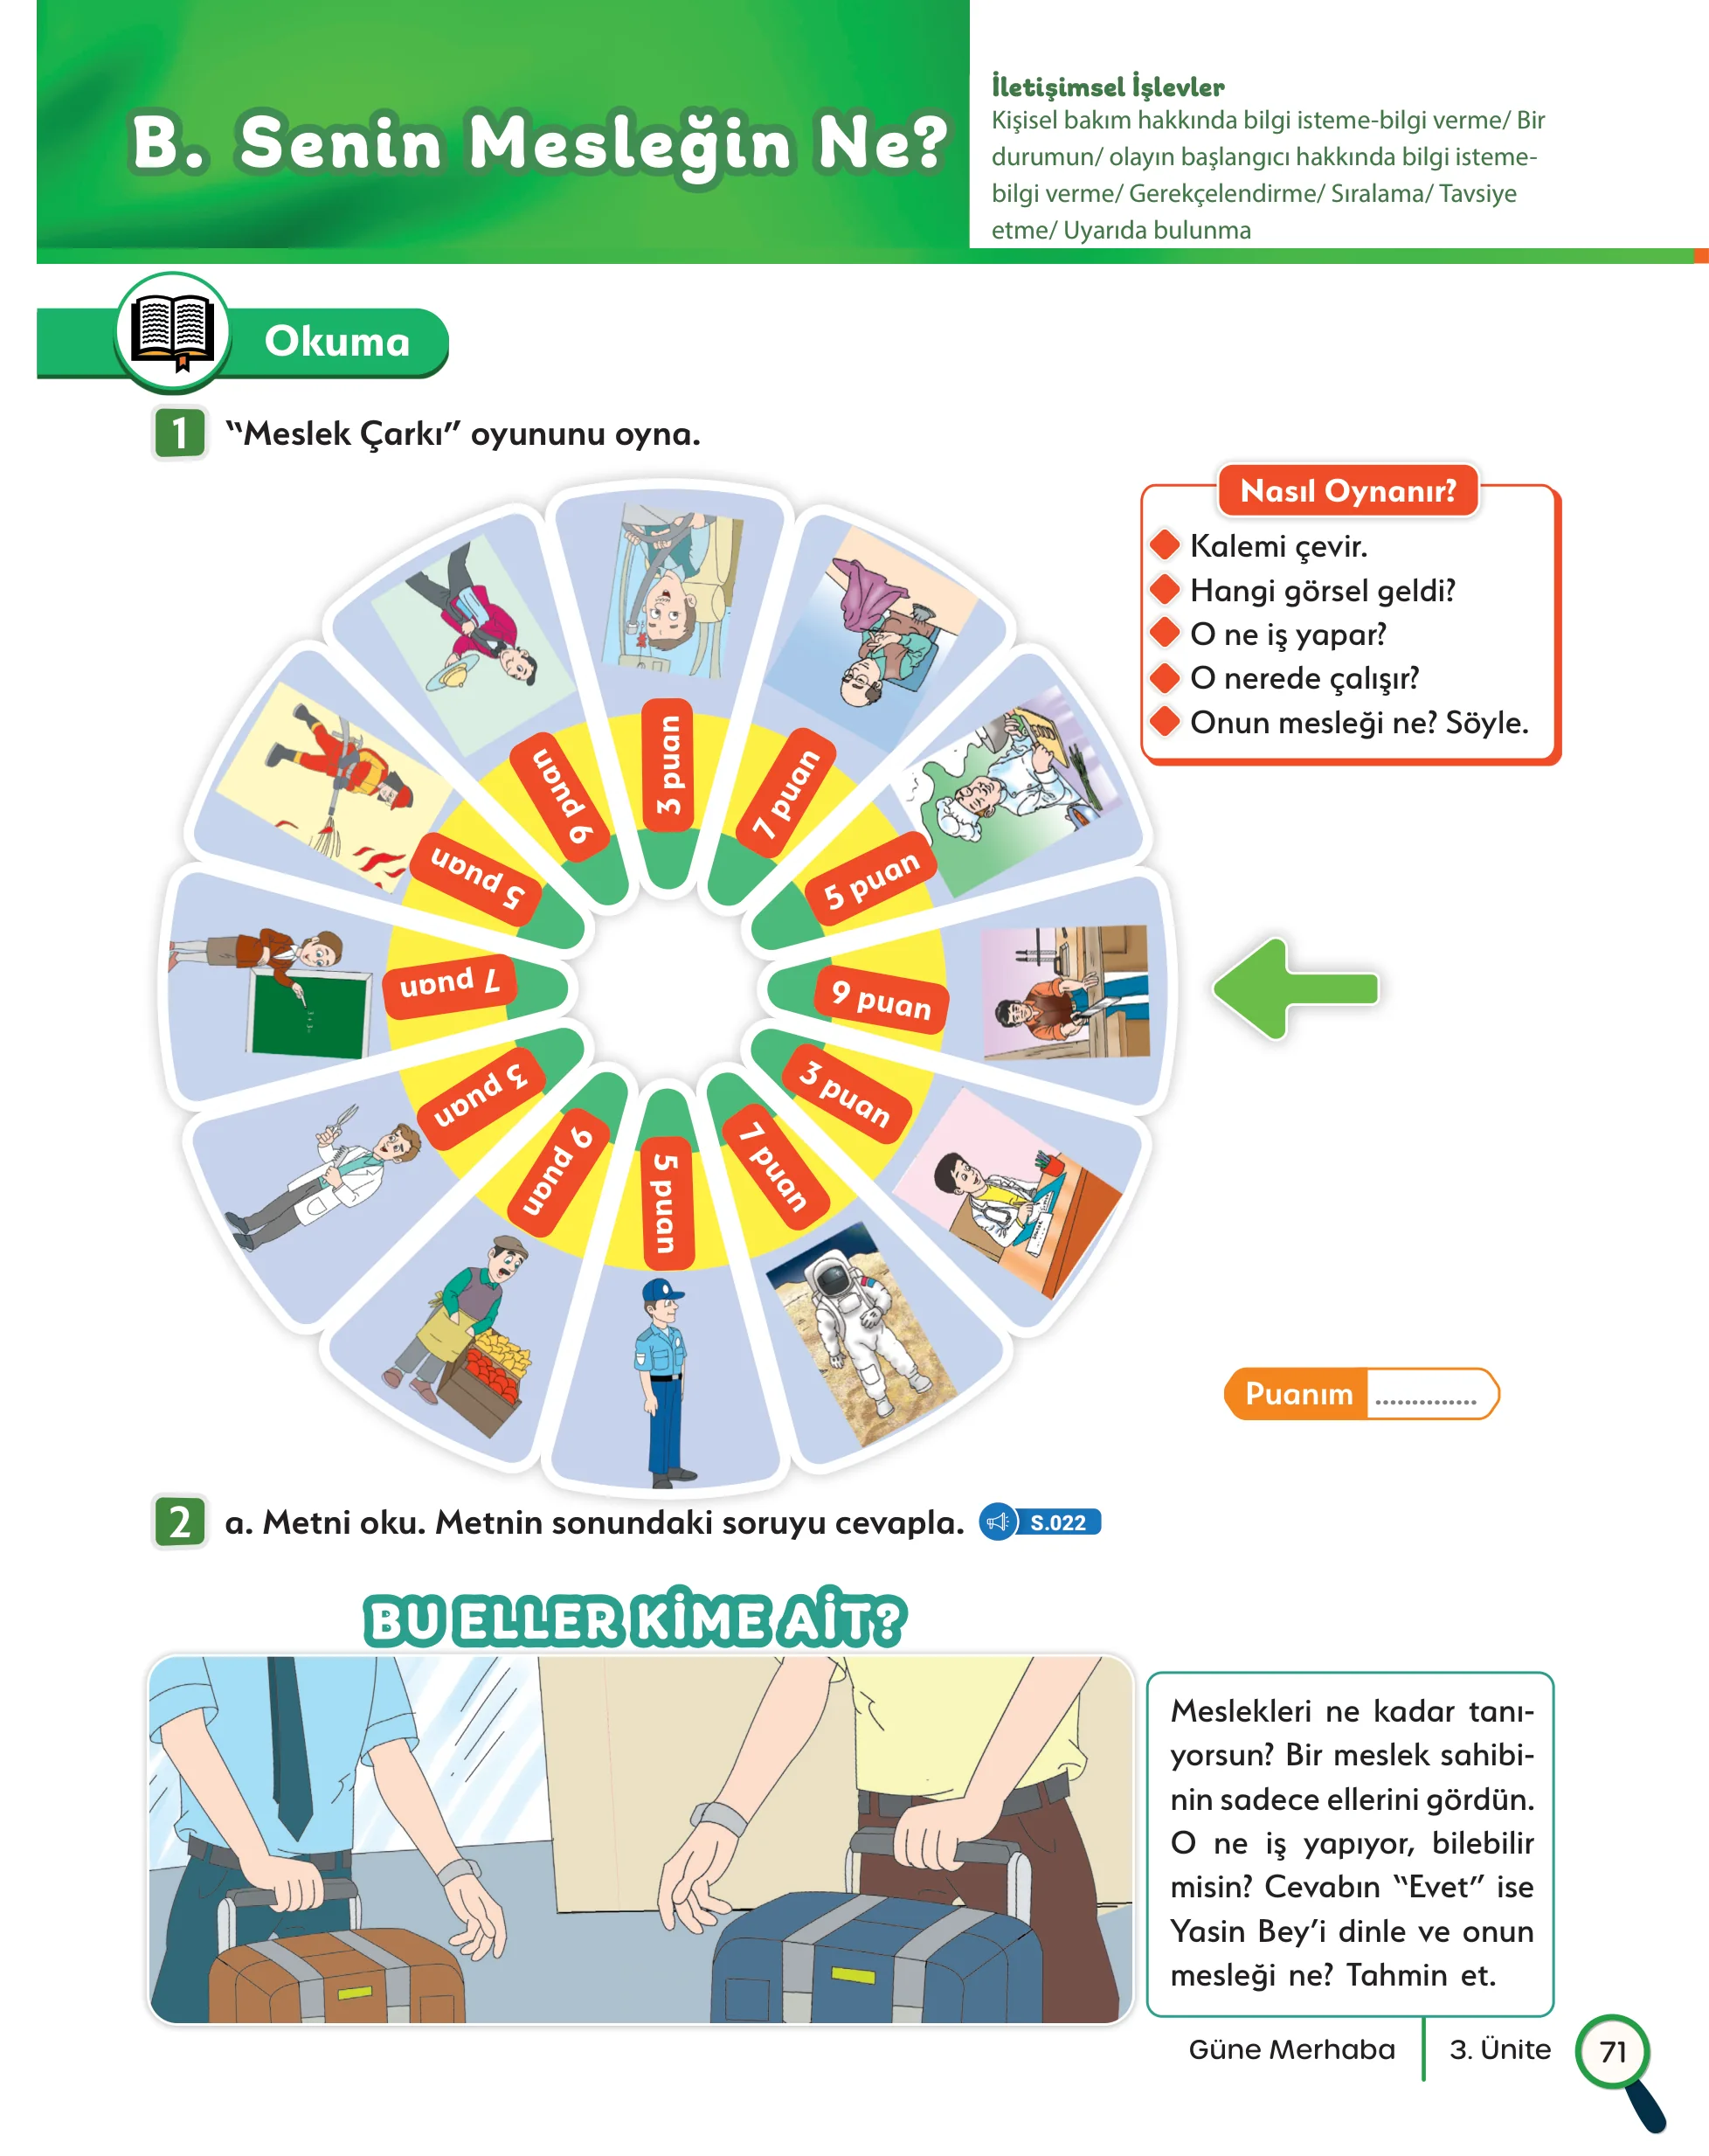 B. Senin Mesleğin Ne?
İletişimsel İşlevler
Kişisel bakım hakkında bilgi isteme-bilgi verme/ Bir
durumun/ olayın başlangıcı hakkında bilgi isteme-
bilgi verme/ Gerekçelendirme/ Sıralama/ Tavsiye
etme/ Uyarıda bulunma
Okuma
1 “Meslek Çarkı” oyununu oyna.
Nasıl Oynanır?
Kalemi çevir.
Hangi görsel geldi?
O ne iş yapar?
O nerede çalışır?
Onun mesleği ne? Söyle.
3 puan
7 puan
5 puan
9 puan
3 puan
7 puan
5 puan
9 puan
3 puan
7 puan
5 puan
9 puan
Puanım ..............
2 a. Metni oku. Metnin sonundaki soruyu cevapla. S.022
BU ELLER KİME AİT?
Meslekleri ne kadar tanı-
yorsun? Bir meslek sahibi-
nin sadece ellerini gördün.
O ne iş yapıyor, bilebilir
misin? Cevabın “Evet” ise
Yasin Bey’i dinle ve onun
mesleği ne? Tahmin et.
Güne Merhaba 3. Ünite 71